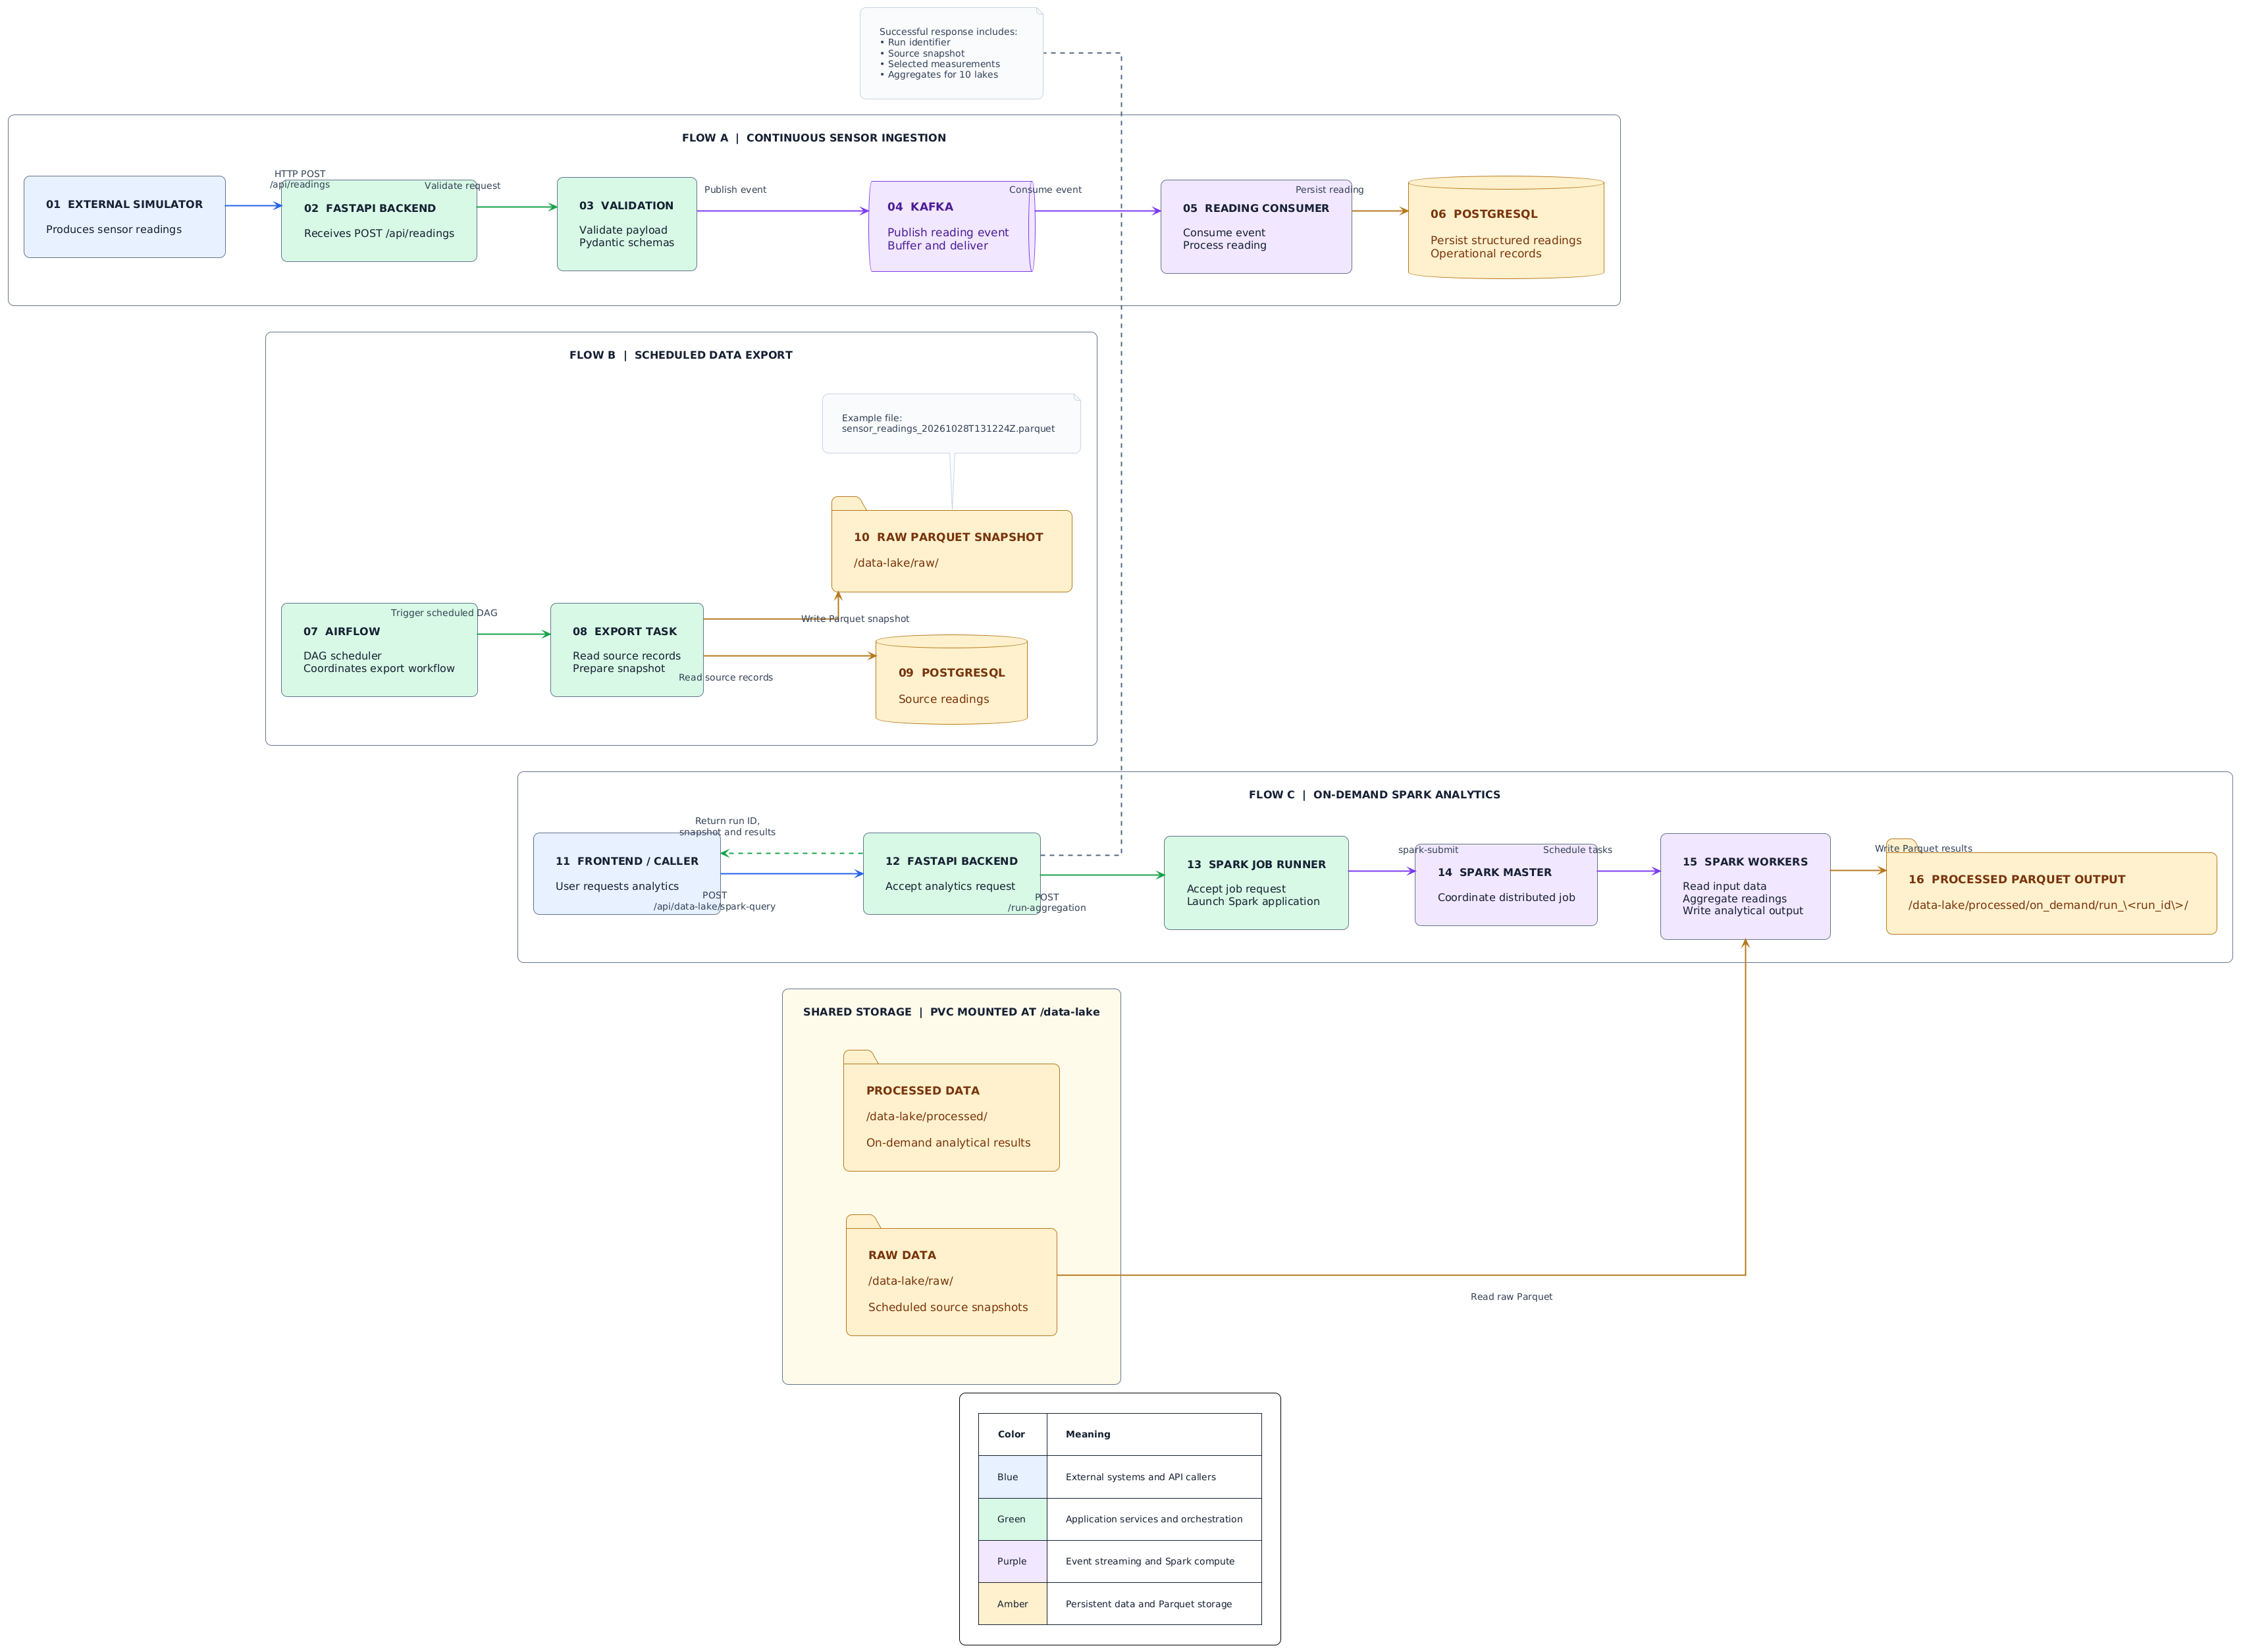 Successful response includes:
• Run identifier
• Source snapshot
• Selected measurements
• Aggregates for 10 lakes
FLOW A | CONTINUOUS SENSOR INGESTION
01 EXTERNAL SIMULATOR
Produces sensor readings
HTTP POST
/api/readings
02 FASTAPI BACKEND
Receives POST /api/readings
Validate request
03 VALIDATION
Validate payload
Pydantic schemas
Publish event
04 KAFKA
Publish reading event
Buffer and deliver
Consume event
05 READING CONSUMER
Consume event
Process reading
Persist reading
06 POSTGRESQL
Persist structured readings
Operational records
FLOW B | SCHEDULED DATA EXPORT
Example file:
sensor_readings_20261028T131224Z.parquet
10 RAW PARQUET SNAPSHOT
/data-lake/raw/
07 AIRFLOW
DAG scheduler
Coordinates export workflow
Trigger scheduled DAG
08 EXPORT TASK
Read source records
Prepare snapshot
Write Parquet snapshot
Read source records
09 POSTGRESQL
Source readings
FLOW C | ON-DEMAND SPARK ANALYTICS
11 FRONTEND / CALLER
User requests analytics
Return run ID,
snapshot and results
POST
/api/data-lake/spark-query
12 FASTAPI BACKEND
Accept analytics request
POST
/run-aggregation
13 SPARK JOB RUNNER
Accept job request
Launch Spark application
spark-submit
14 SPARK MASTER
Coordinate distributed job
Schedule tasks
15 SPARK WORKERS
Read input data
Aggregate readings
Write analytical output
Write Parquet results
16 PROCESSED PARQUET OUTPUT
/data-lake/processed/on_demand/run_\<run_id\>/
SHARED STORAGE | PVC MOUNTED AT /data-lake
PROCESSED DATA
/data-lake/processed/
On-demand analytical results
RAW DATA
/data-lake/raw/
Scheduled source snapshots
Read raw Parquet
Color Meaning
Blue External systems and API callers
Green Application services and orchestration
Purple Event streaming and Spark compute
Amber Persistent data and Parquet storage